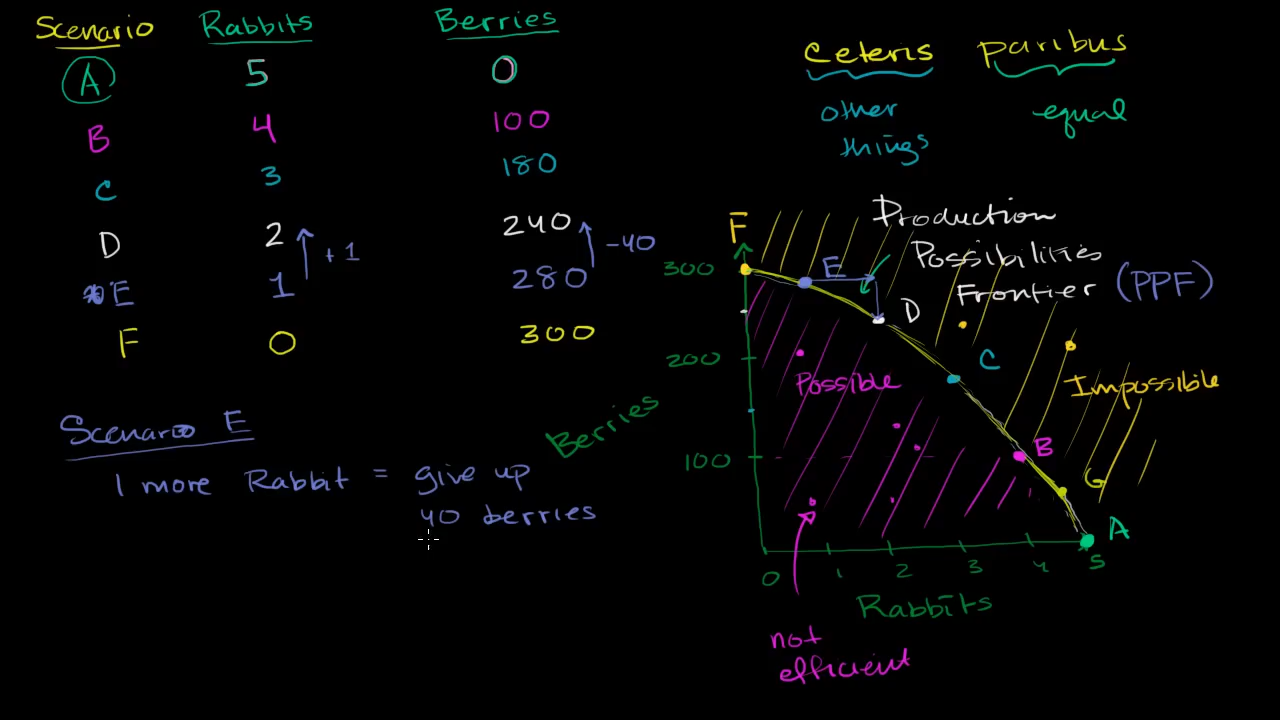 Scenario Rabbits Berries
A 5 0
B 4 100
C 3 180
D 2 240
E 1 280
F 0 300
+1
-40
Scenario E
1 more Rabbit = give up
40 berries
Ceteris paribus
other equal
things
Production
Possibilities
Frontier (PPF)
F
300
E
D
200
C
Possible
Impossible
Berries
100
B
G
A
0 1 2 3 4 5
Rabbits
not
efficient